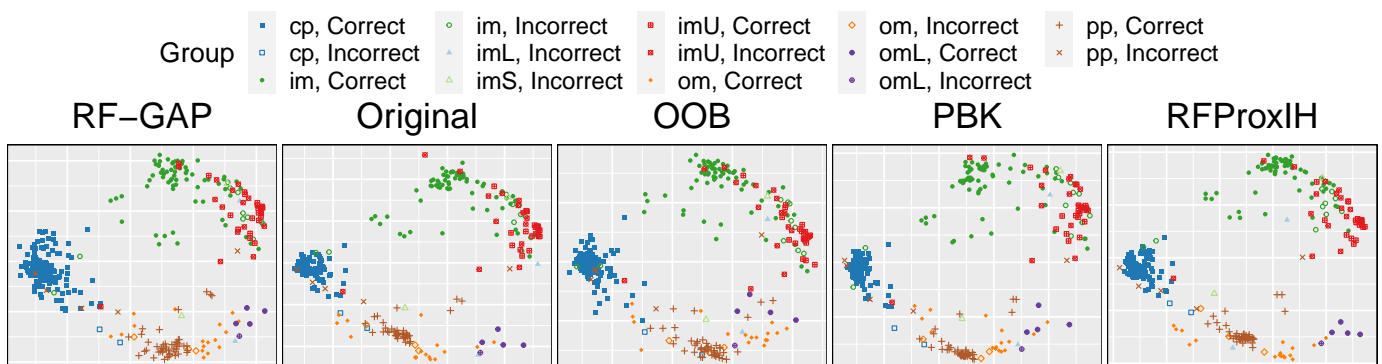 cp, Correct im, Incorrect imU, Correct om, Incorrect pp, Correct
Group cp, Incorrect imL, Incorrect imU, Incorrect omL, Correct pp, Incorrect
im, Correct imS, Incorrect om, Correct omL, Incorrect
RF−GAP Original OOB PBK RFProxIH